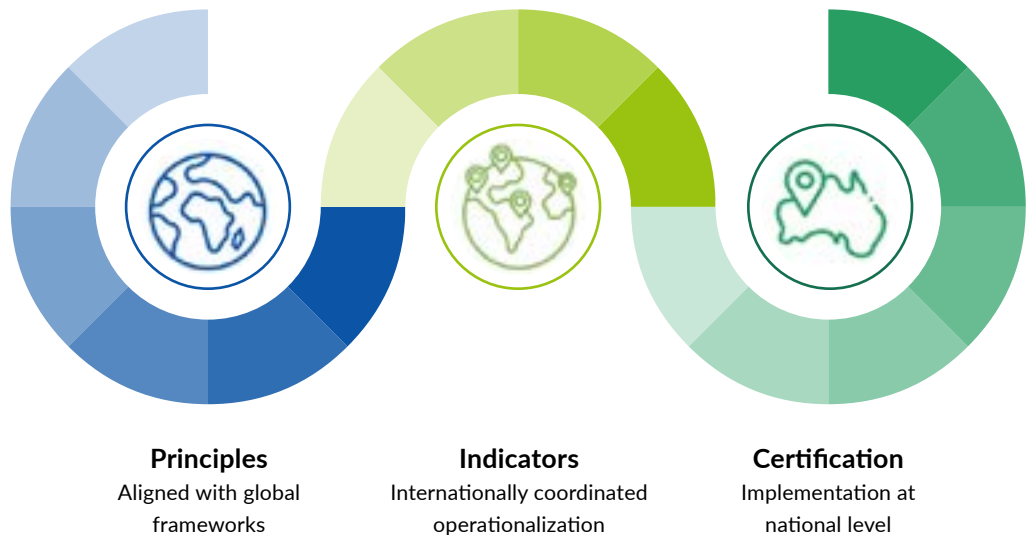 Principles
Aligned with global
frameworks
Indicators
Internationally coordinated
operationalization
Certification
Implementation at
national level